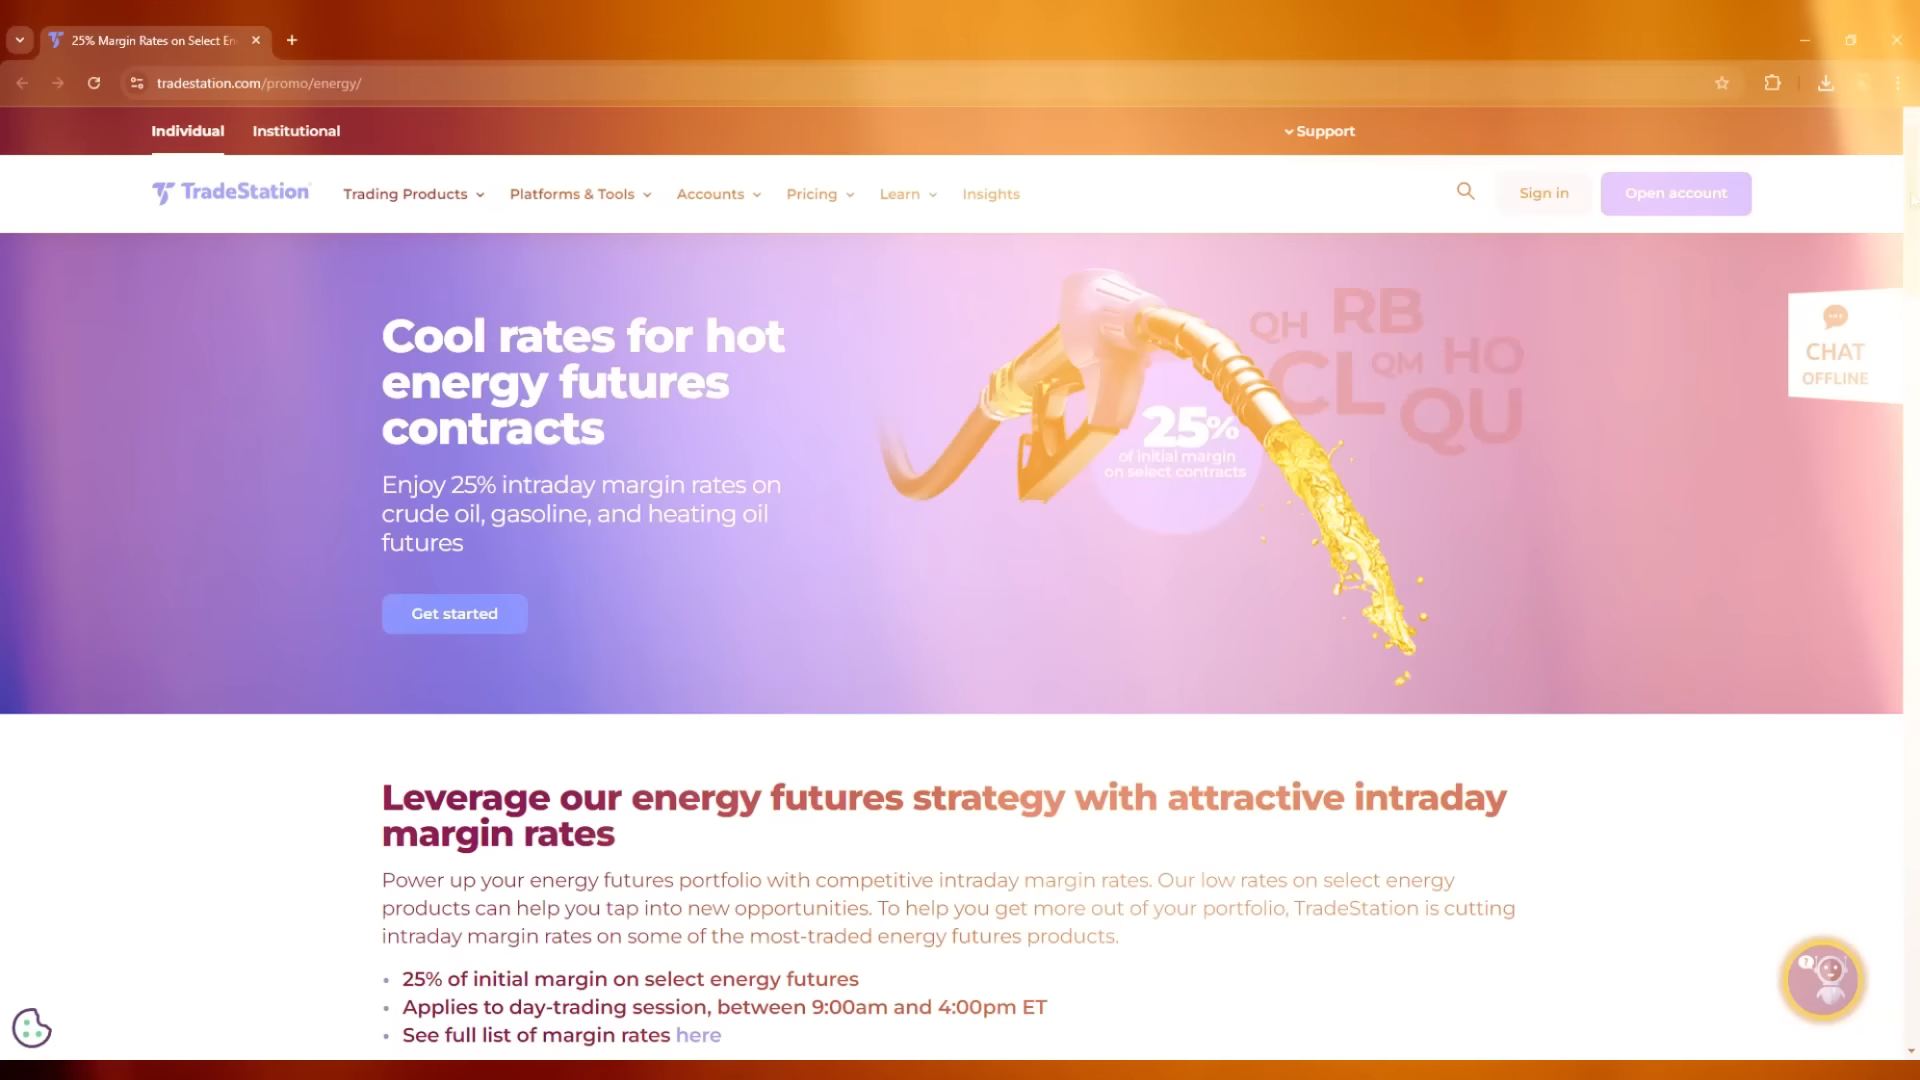 25% Margin Rates on Select En
tradestation.com/promo/energy/
Individual Institutional Support
TradeStation Trading Products Platforms & Tools Accounts Pricing Learn Insights Sign in Open account
Cool rates for hot
energy futures
contracts
Enjoy 25% intraday margin rates on
crude oil, gasoline, and heating oil
futures
Get started
QH RB
CL QM HO
QU
25%
of initial margin
on select contracts
CHAT
OFFLINE
Leverage our energy futures strategy with attractive intraday
margin rates
Power up your energy futures portfolio with competitive intraday margin rates. Our low rates on select energy
products can help you tap into new opportunities. To help you get more out of your portfolio, TradeStation is cutting
intraday margin rates on some of the most-traded energy futures products.
• 25% of initial margin on select energy futures
• Applies to day-trading session, between 9:00am and 4:00pm ET
• See full list of margin rates here